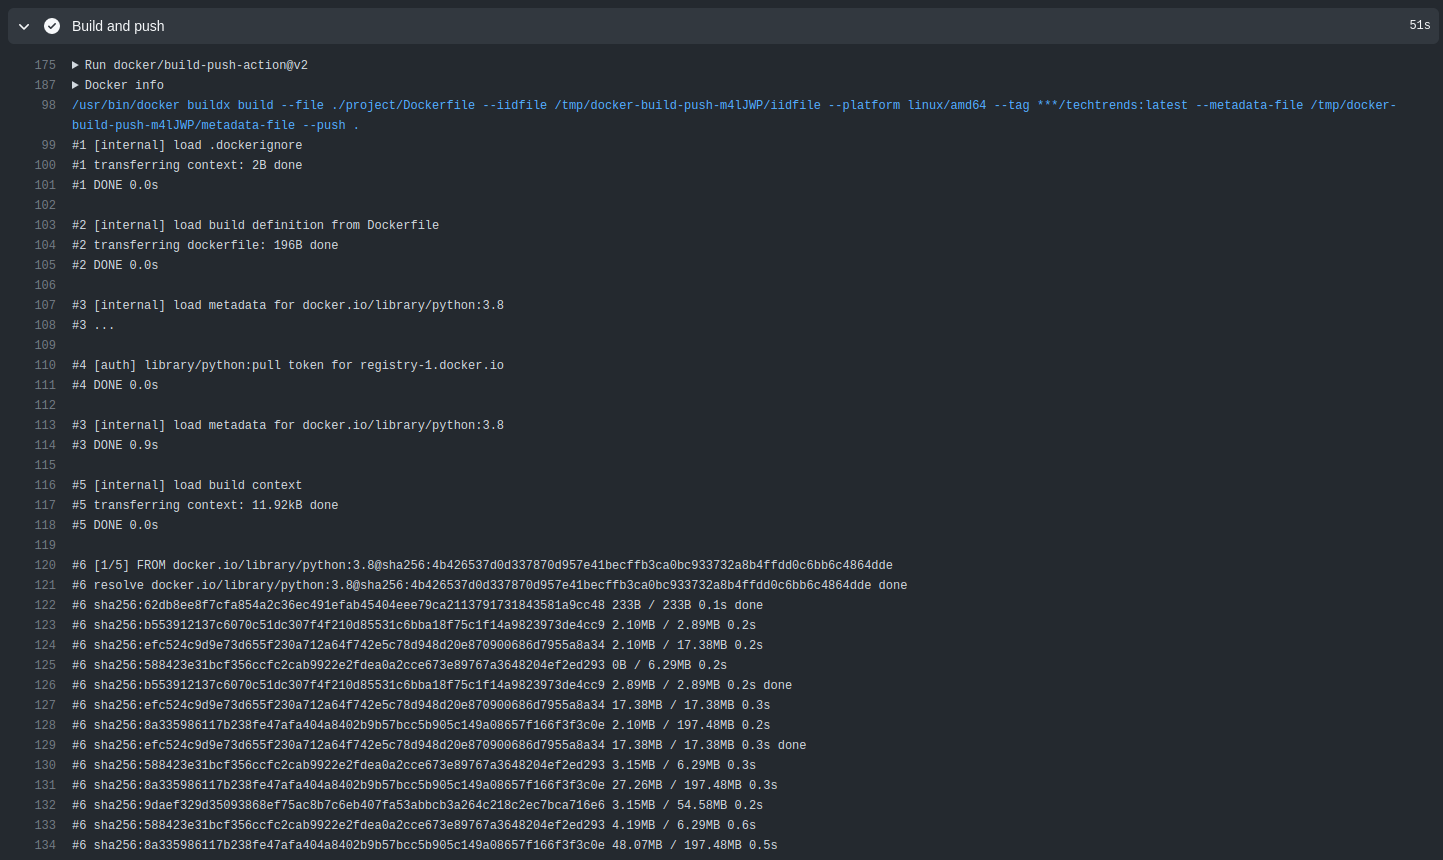 Build and push 51s
175 Run docker/build-push-action@v2
187 Docker info
98 /usr/bin/docker buildx build --file ./project/Dockerfile --iidfile /tmp/docker-build-push-m4lJWP/iidfile --platform linux/amd64 --tag ***/techtrends:latest --metadata-file /tmp/docker-
build-push-m4lJWP/metadata-file --push .
99 #1 [internal] load .dockerignore
100 #1 transferring context: 2B done
101 #1 DONE 0.0s
102
103 #2 [internal] load build definition from Dockerfile
104 #2 transferring dockerfile: 196B done
105 #2 DONE 0.0s
106
107 #3 [internal] load metadata for docker.io/library/python:3.8
108 #3 ...
109
110 #4 [auth] library/python:pull token for registry-1.docker.io
111 #4 DONE 0.0s
112
113 #3 [internal] load metadata for docker.io/library/python:3.8
114 #3 DONE 0.9s
115
116 #5 [internal] load build context
117 #5 transferring context: 11.92kB done
118 #5 DONE 0.0s
119
120 #6 [1/5] FROM docker.io/library/python:3.8@sha256:4b426537d0d337870d957e41becffb3ca0bc933732a8b4ffdd0c6bb6c4864dde
121 #6 resolve docker.io/library/python:3.8@sha256:4b426537d0d337870d957e41becffb3ca0bc933732a8b4ffdd0c6bb6c4864dde done
122 #6 sha256:62db8ee8f7cfa854a2c36ec491efab45404eee79ca2113791731843581a9cc48 233B / 233B 0.1s done
123 #6 sha256:b553912137c6070c51dc307f4f210d85531c6bba18f75c1f14a9823973de4cc9 2.10MB / 2.89MB 0.2s
124 #6 sha256:efc524c9d9e73d655f230a712a64f742e5c78d948d20e870900686d7955a8a34 2.10MB / 17.38MB 0.2s
125 #6 sha256:588423e31bcf356ccfc2cab9922e2fdea0a2cce673e89767a3648204ef2ed293 0B / 6.29MB 0.2s
126 #6 sha256:b553912137c6070c51dc307f4f210d85531c6bba18f75c1f14a9823973de4cc9 2.89MB / 2.89MB 0.2s done
127 #6 sha256:efc524c9d9e73d655f230a712a64f742e5c78d948d20e870900686d7955a8a34 17.38MB / 17.38MB 0.3s
128 #6 sha256:8a335986117b238fe47afa404a8402b9b57bcc5b905c149a08657f166f3f3c0e 2.10MB / 197.48MB 0.2s
129 #6 sha256:efc524c9d9e73d655f230a712a64f742e5c78d948d20e870900686d7955a8a34 17.38MB / 17.38MB 0.3s done
130 #6 sha256:588423e31bcf356ccfc2cab9922e2fdea0a2cce673e89767a3648204ef2ed293 3.15MB / 6.29MB 0.3s
131 #6 sha256:8a335986117b238fe47afa404a8402b9b57bcc5b905c149a08657f166f3f3c0e 27.26MB / 197.48MB 0.3s
132 #6 sha256:9daef329d35093868ef75ac8b7c6eb407fa53abbcb3a264c218c2ec7bca716e6 3.15MB / 54.58MB 0.2s
133 #6 sha256:588423e31bcf356ccfc2cab9922e2fdea0a2cce673e89767a3648204ef2ed293 4.19MB / 6.29MB 0.6s
134 #6 sha256:8a335986117b238fe47afa404a8402b9b57bcc5b905c149a08657f166f3f3c0e 48.07MB / 197.48MB 0.5s